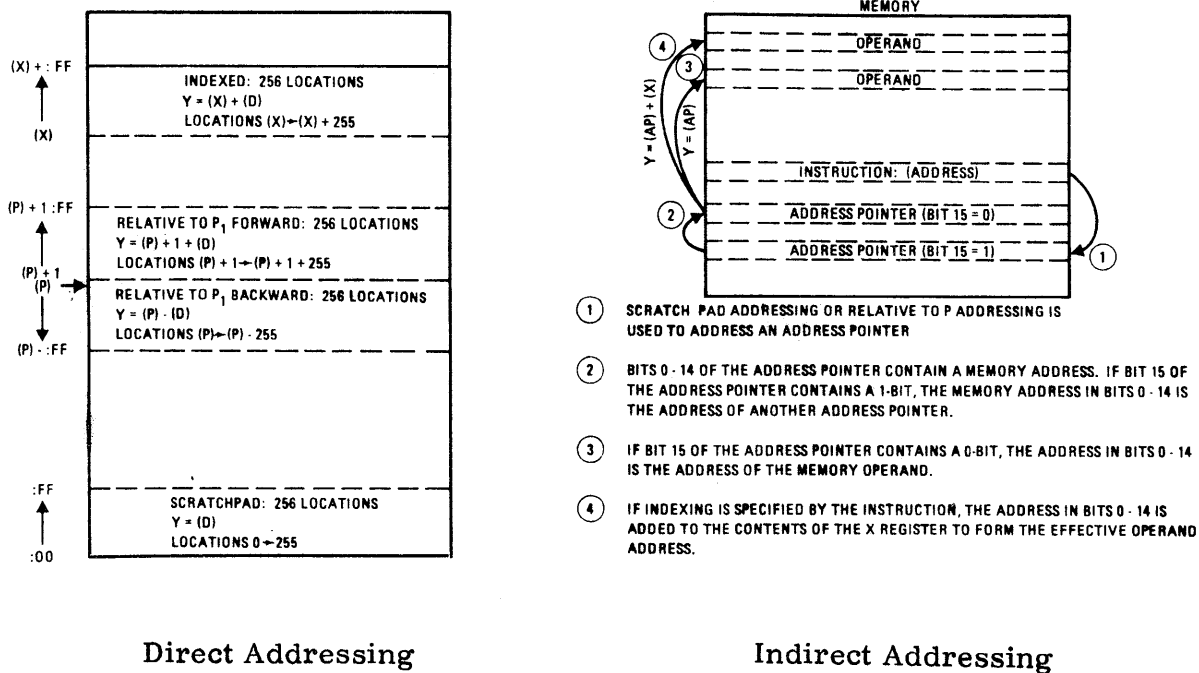 (X) + : FF
INDEXED: 256 LOCATIONS
Y = (X) + (D)
LOCATIONS (X)→(X) + 255
(X)
(P) + 1 :FF
RELATIVE TO P₁ FORWARD: 256 LOCATIONS
Y = (P) + 1 + (D)
LOCATIONS (P) + 1→(P) + 1 + 255
(P) + 1
(P)
RELATIVE TO P₁ BACKWARD: 256 LOCATIONS
Y = (P) - (D)
LOCATIONS (P)→(P) - 255
(P) - :FF
:FF
SCRATCHPAD: 256 LOCATIONS
Y = (D)
LOCATIONS 0→255
:00
Direct Addressing
MEMORY
4
OPERAND
3
OPERAND
Y = (AP) + (X)
Y = (AP)
INSTRUCTION: (ADDRESS)
2
ADDRESS POINTER (BIT 15 = 0)
ADDRESS POINTER (BIT 15 = 1)
1
1 SCRATCH PAD ADDRESSING OR RELATIVE TO P ADDRESSING IS
USED TO ADDRESS AN ADDRESS POINTER
2 BITS 0 - 14 OF THE ADDRESS POINTER CONTAIN A MEMORY ADDRESS. IF BIT 15 OF
THE ADDRESS POINTER CONTAINS A 1-BIT, THE MEMORY ADDRESS IN BITS 0 - 14 IS
THE ADDRESS OF ANOTHER ADDRESS POINTER.
3 IF BIT 15 OF THE ADDRESS POINTER CONTAINS A 0-BIT, THE ADDRESS IN BITS 0 - 14
IS THE ADDRESS OF THE MEMORY OPERAND.
4 IF INDEXING IS SPECIFIED BY THE INSTRUCTION, THE ADDRESS IN BITS 0 - 14 IS
ADDED TO THE CONTENTS OF THE X REGISTER TO FORM THE EFFECTIVE OPERAND
ADDRESS.
Indirect Addressing